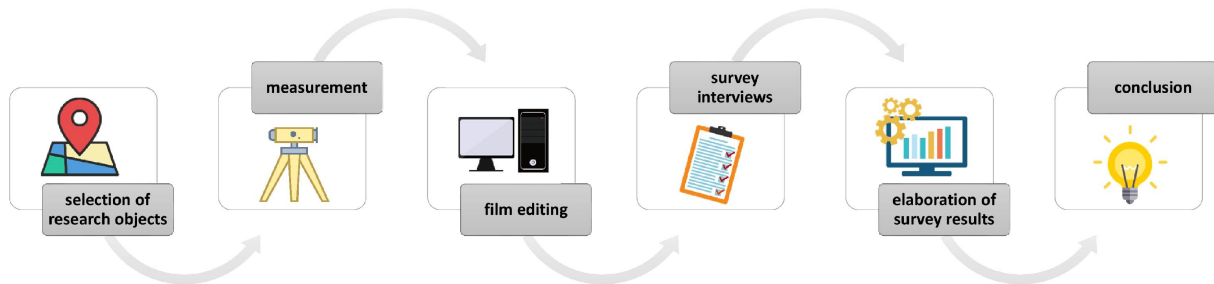 selection of
research objects
measurement
film editing
survey
interviews
elaboration of
survey results
conclusion